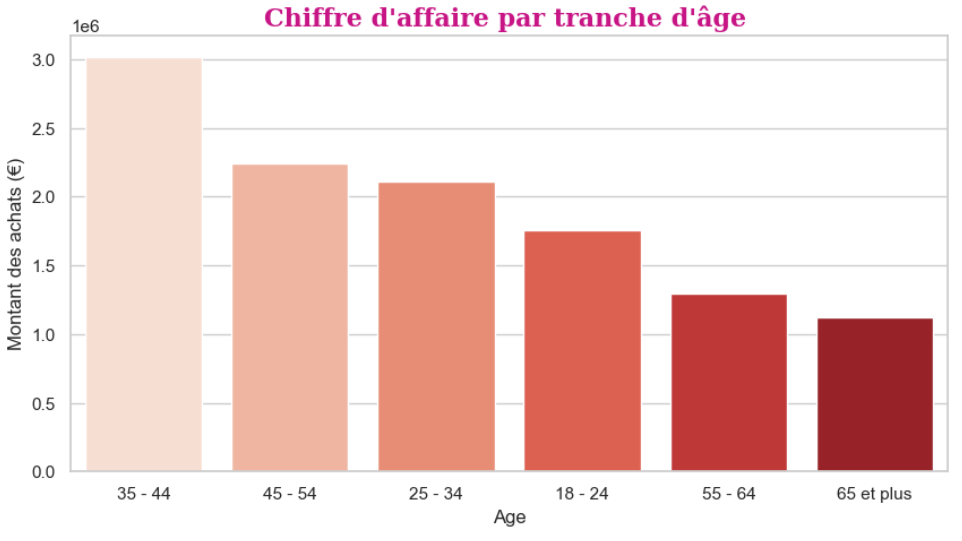 Chiffre d'affaire par tranche d'âge
1e6
3.0
2.5
2.0
1.5
1.0
0.5
0.0
Montant des achats (€)
35 - 44
45 - 54
25 - 34
18 - 24
55 - 64
65 et plus
Age